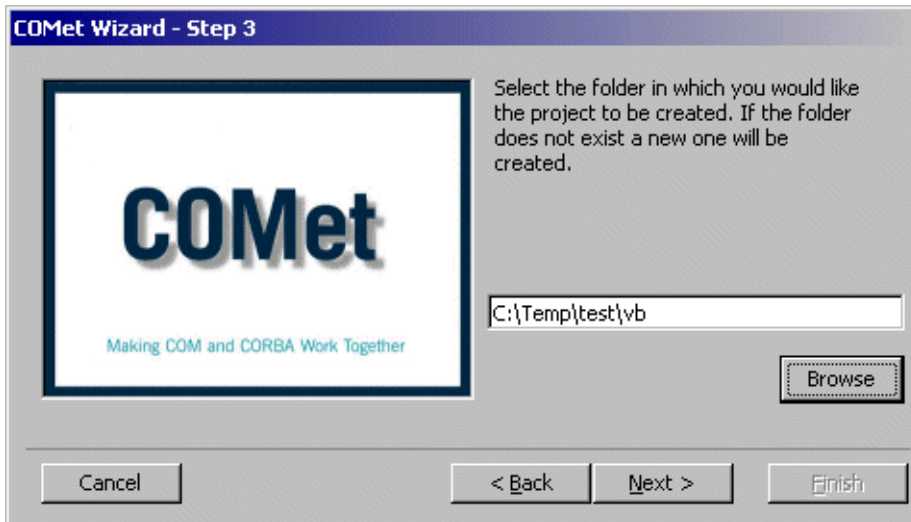 COMet Wizard - Step 3
Select the folder in which you would like
the project to be created. If the folder
does not exist a new one will be
created.
COMet
Making COM and CORBA Work Together
C:\Temp\test\vb
Browse
Cancel
< Back
Next >
Finish